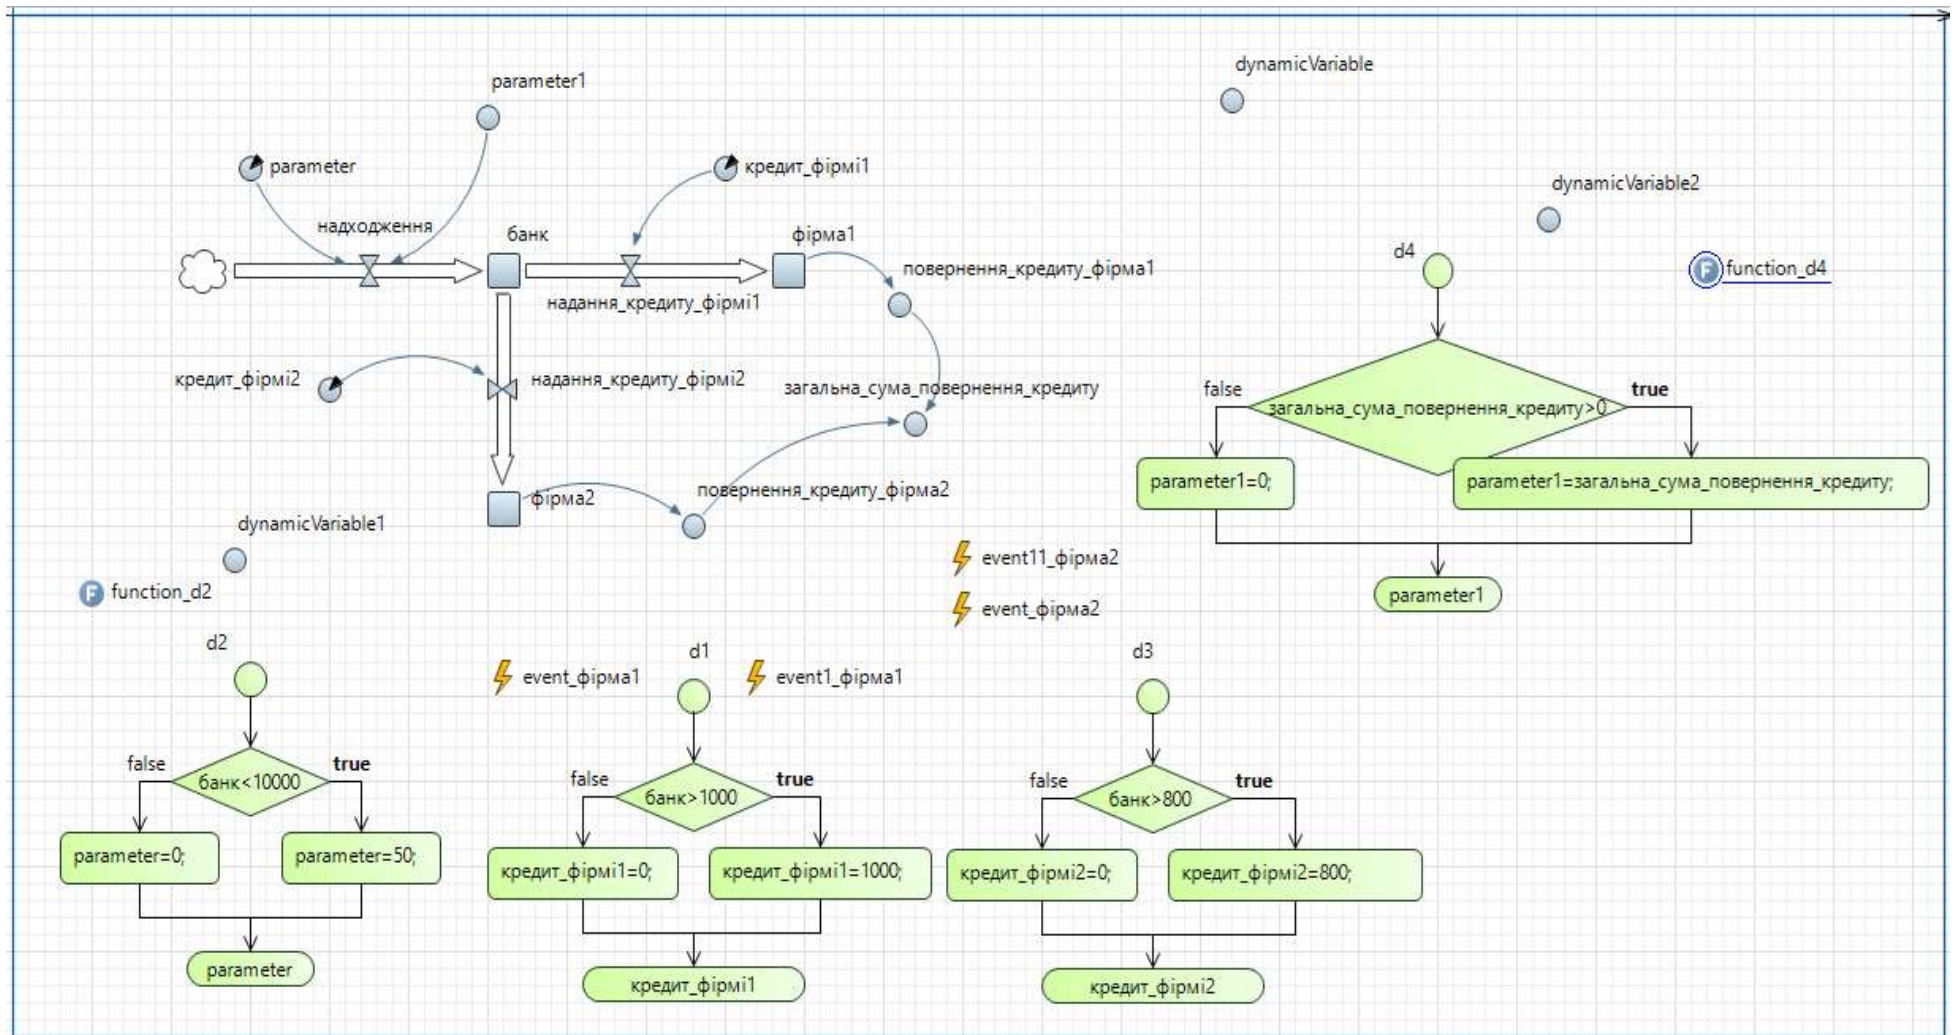 dynamicVariable
parameter1
parameter
кредит_фірмі1
dynamicVariable2
надходження
банк
фірма1
d4
повернення_кредиту_фірма1
function_d4
надання_кредиту_фірмі1
кредит_фірмі2
надання_кредиту_фірмі2
загальна_сума_повернення_кредиту
false
true
загальна_сума_повернення_кредиту>0
parameter1=0;
parameter1=загальна_сума_повернення_кредиту;
фірма2
повернення_кредиту_фірма2
dynamicVariable1
event11_фірма2
function_d2
parameter1
event_фірма2
d2
event_фірма1
d1
event1_фірма1
d3
false
true
банк<10000
false
true
банк>1000
false
true
банк>800
parameter=0;
parameter=50;
кредит_фірмі1=0;
кредит_фірмі1=1000;
кредит_фірмі2=0;
кредит_фірмі2=800;
parameter
кредит_фірмі1
кредит_фірмі2